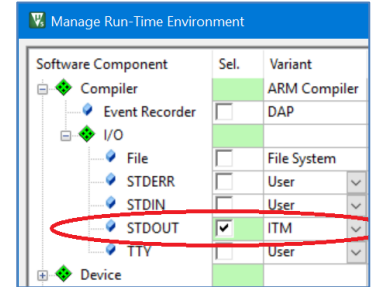 Manage Run-Time Environment
Software Component Sel. Variant
Compiler ARM Compiler
Event Recorder DAP
I/O
File File System
STDERR User
STDIN User
STDOUT ITM
TTY User
Device